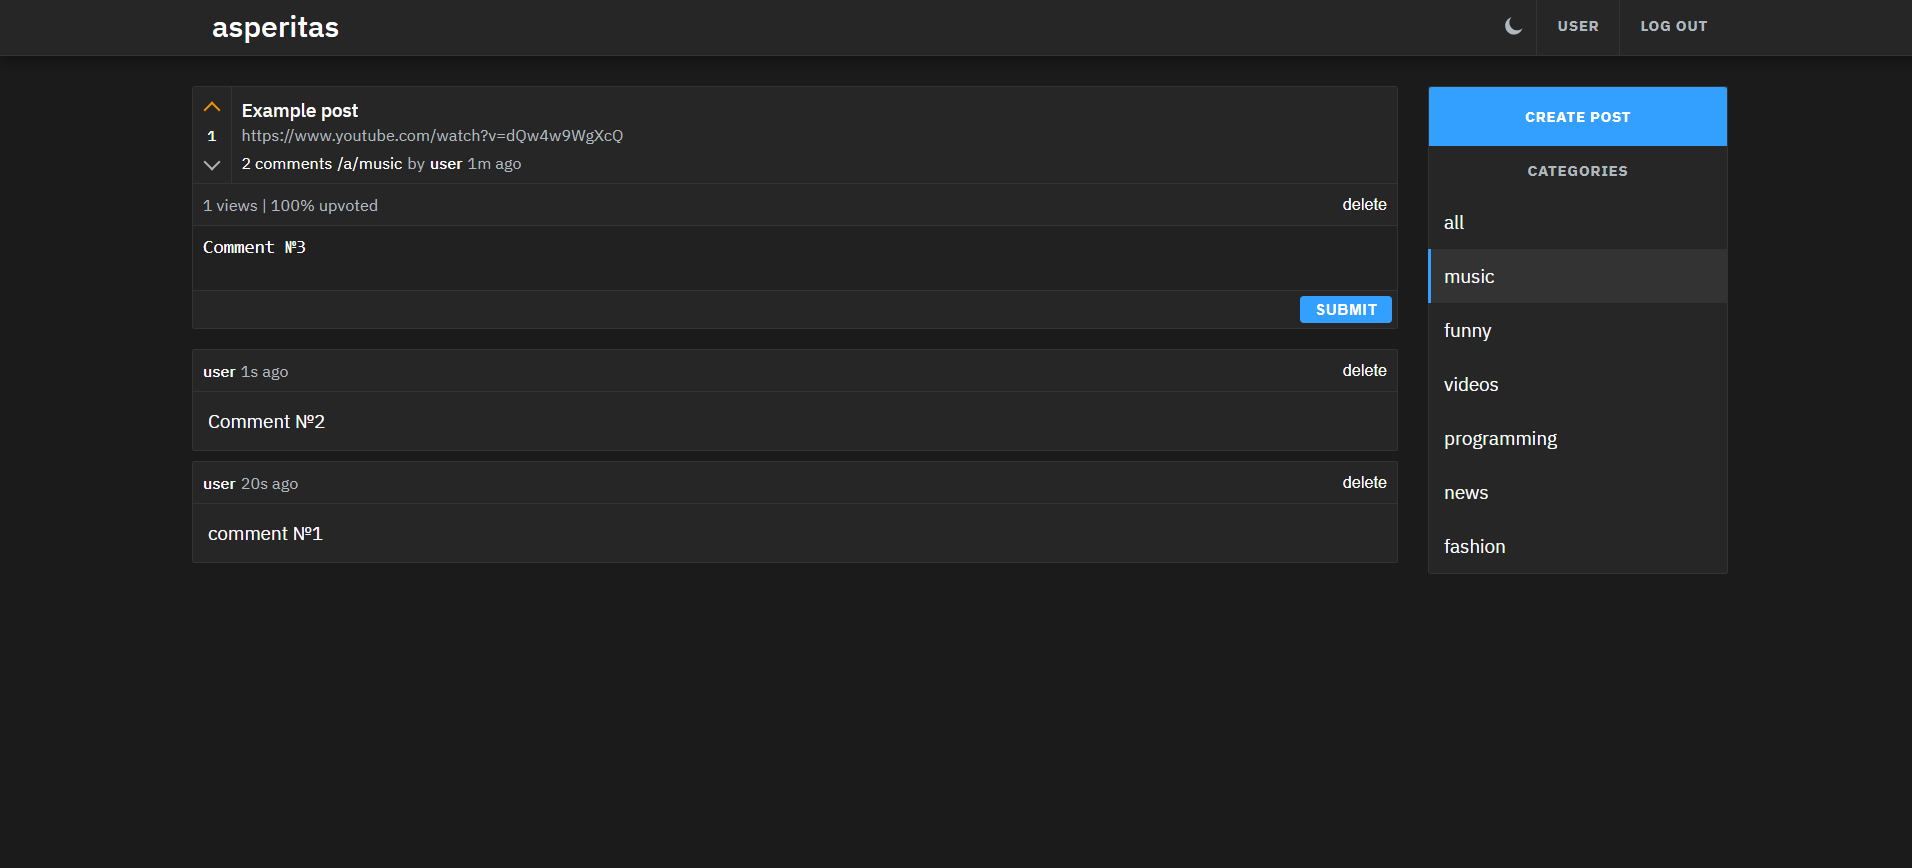 asperitas
USER
LOG OUT
1
Example post
https://www.youtube.com/watch?v=dQw4w9WgXcQ
2 comments /a/music by user 1m ago
1 views | 100% upvoted
delete
Comment №3
SUBMIT
user 1s ago
delete
Comment №2
user 20s ago
delete
comment №1
CREATE POST
CATEGORIES
all
music
funny
videos
programming
news
fashion